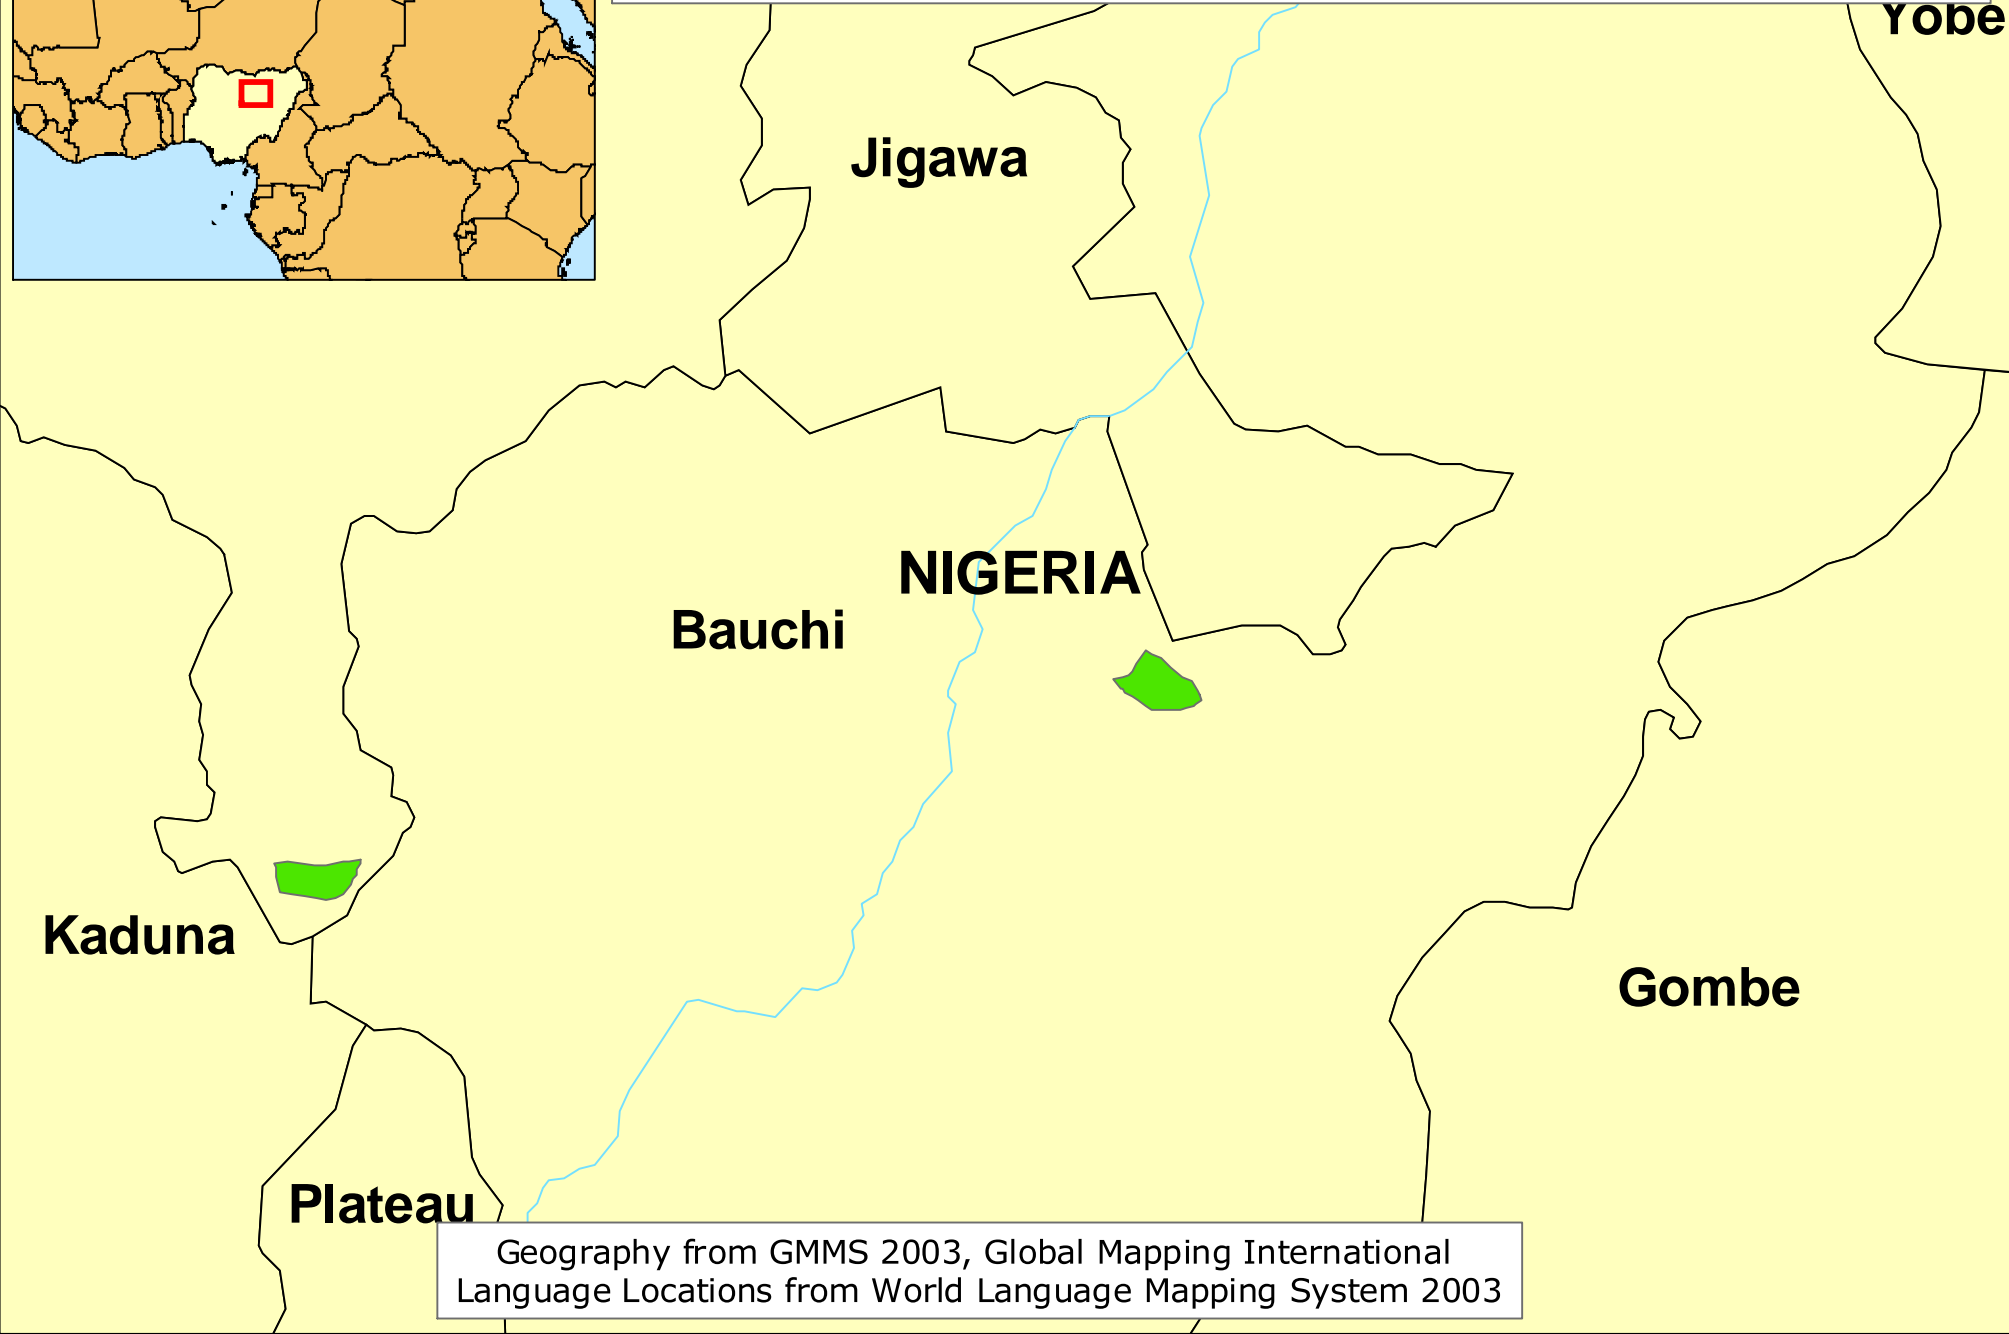 Yobe
Jigawa
NIGERIA
Bauchi
Kaduna
Gombe
Plateau
Geography from GMMS 2003, Global Mapping International
Language Locations from World Language Mapping System 2003